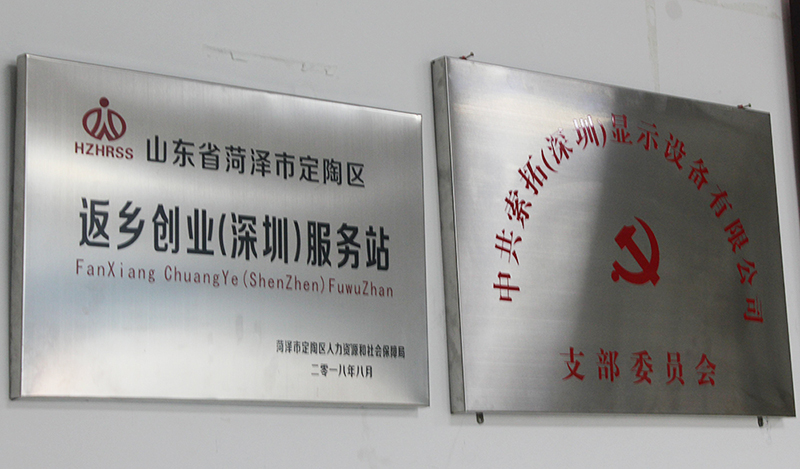 HZHRSS
山东省菏泽市定陶区
返乡创业(深圳)服务站
FanXiang ChuangYe(ShenZhen)FuwuZhan
菏泽市定陶区人力资源和社会保障局
二零一八年八月
中共索拓(深圳)显示设备有限公司
支部委员会